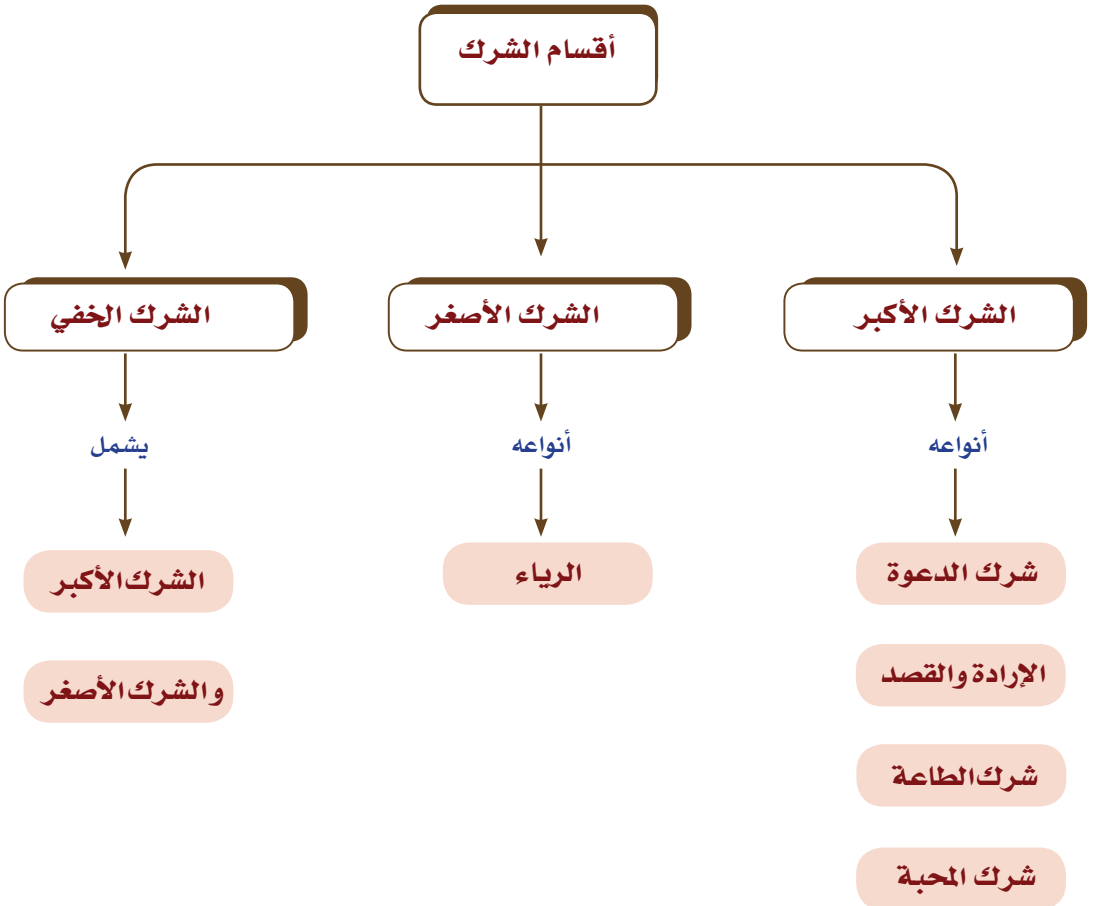 أقسام الشرك
الشرك الأكبر
الشرك الأصغر
الشرك الخفي
أنواعه
أنواعه
يشمل
شرك الدعوة
الرياء
الشرك الأكبر
الإرادة والقصد
والشرك الأصغر
شرك الطاعة
شرك المحبة